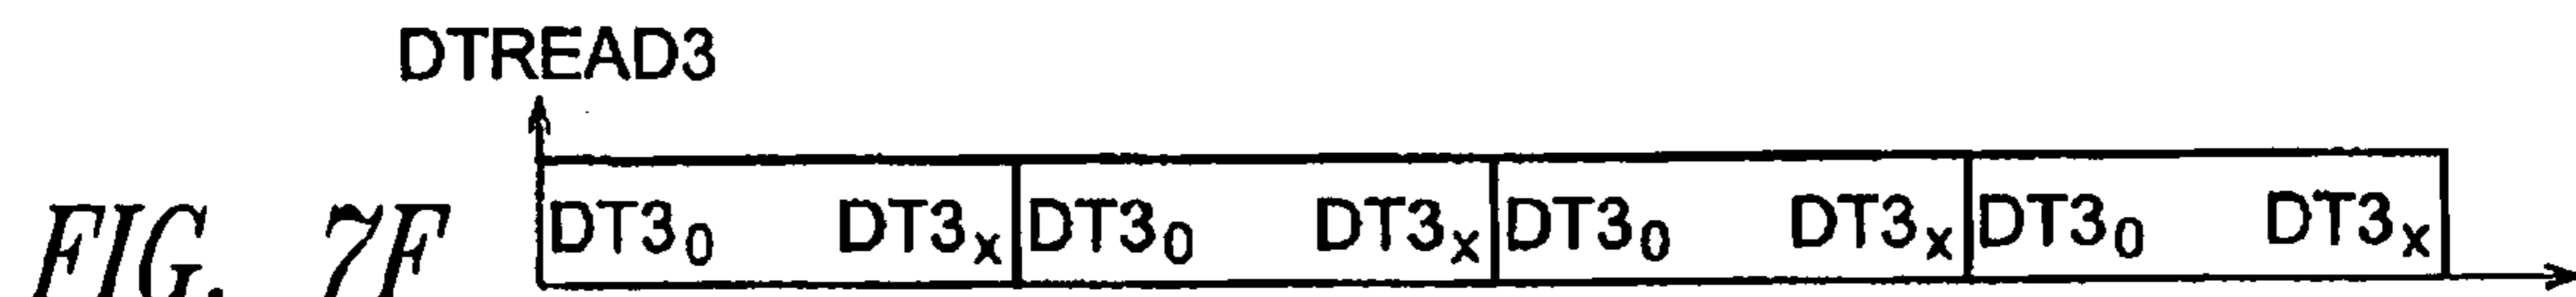 DTREAD3
DT3₀ DT3ₓ DT3₀ DT3ₓ DT3₀ DT3ₓ DT3₀ DT3ₓ
FIG. 7F